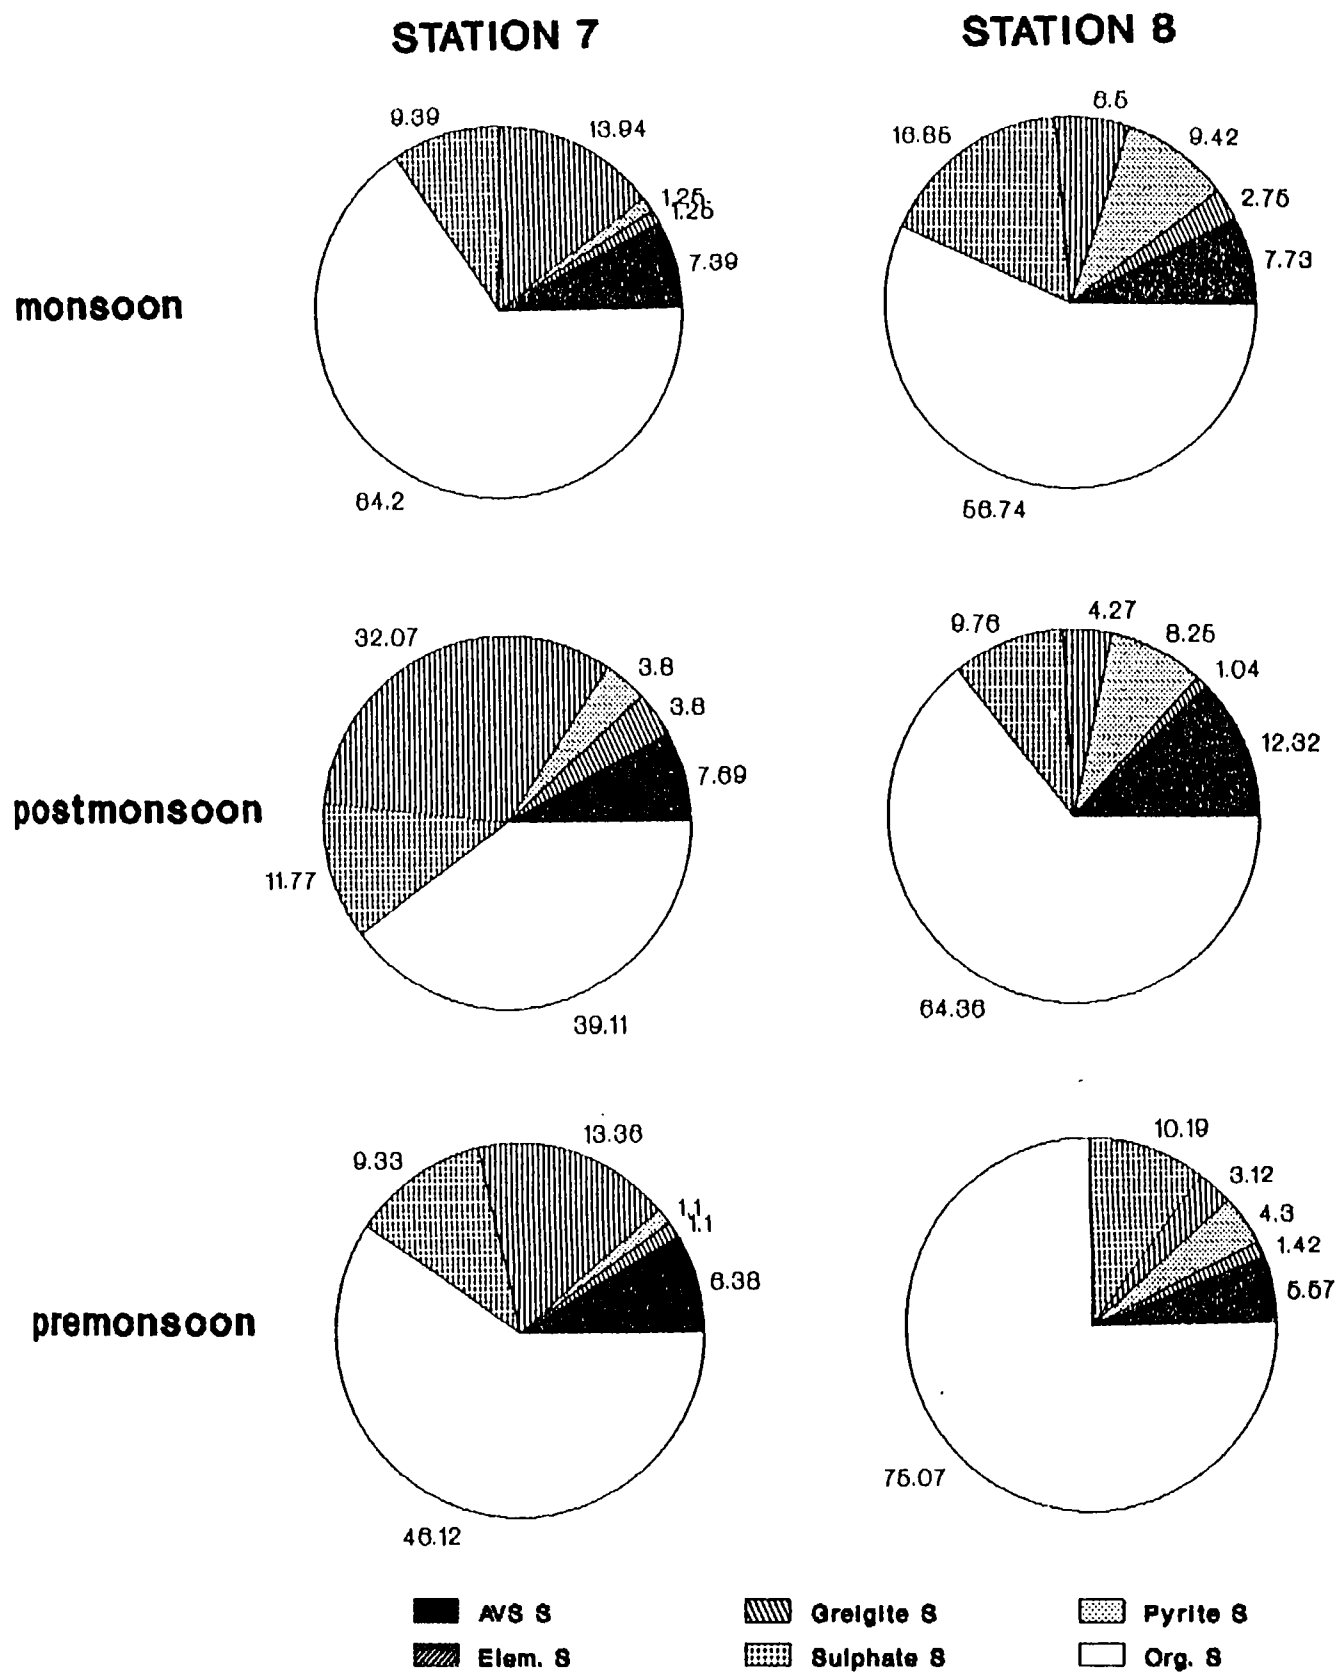 STATION 7 STATION 8
monsoon
9.39 13.94 1.25 1.25 7.39 64.2
16.85 6.5 9.42 2.75 7.73 56.74
postmonsoon
32.07 3.8 3.8 7.69 39.11 11.77
9.76 4.27 8.25 1.04 12.32 64.36
premonsoon
9.33 13.36 1.1 1.1 6.38 46.12
10.19 3.12 4.3 1.42 5.67 75.07
AVS S Greigite S Pyrite S
Elem. S Sulphate S Org. S